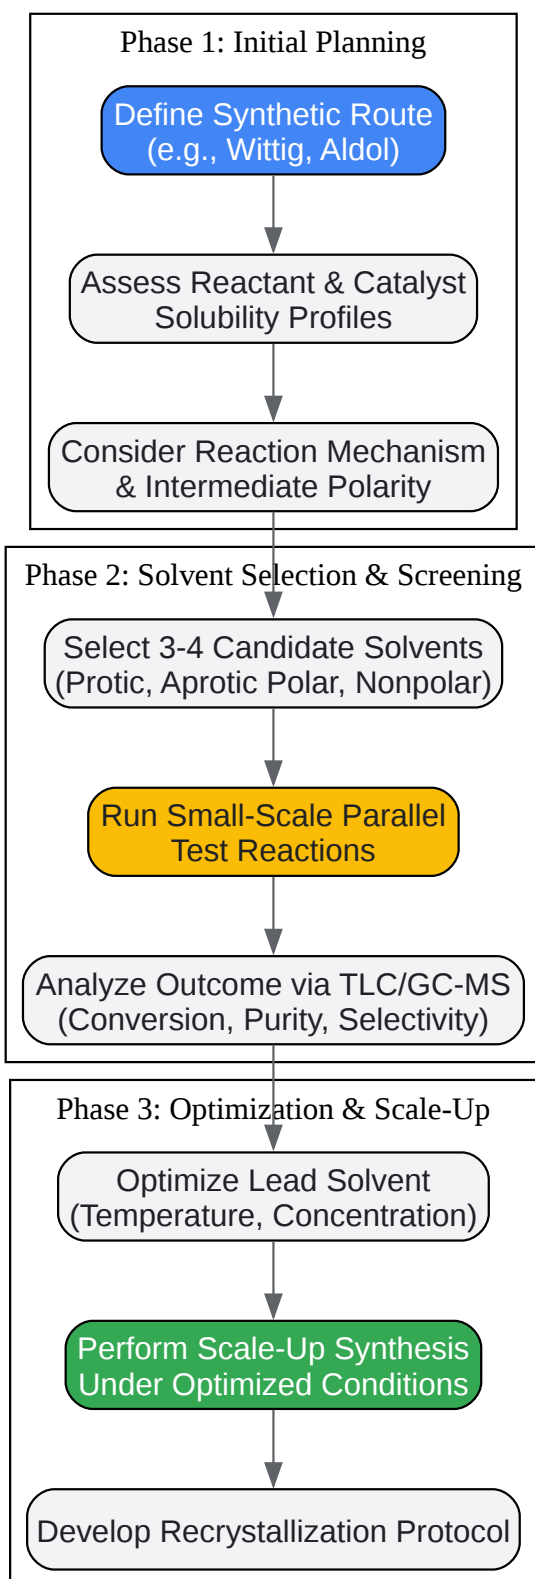 Phase 1: Initial Planning
Define Synthetic Route
(e.g., Wittig, Aldol)
Assess Reactant & Catalyst
Solubility Profiles
Consider Reaction Mechanism
& Intermediate Polarity
Phase 2: Solvent Selection & Screening
Select 3-4 Candidate Solvents
(Protic, Aprotic Polar, Nonpolar)
Run Small-Scale Parallel
Test Reactions
Analyze Outcome via TLC/GC-MS
(Conversion, Purity, Selectivity)
Phase 3: Optimization & Scale-Up
Optimize Lead Solvent
(Temperature, Concentration)
Perform Scale-Up Synthesis
Under Optimized Conditions
Develop Recrystallization Protocol